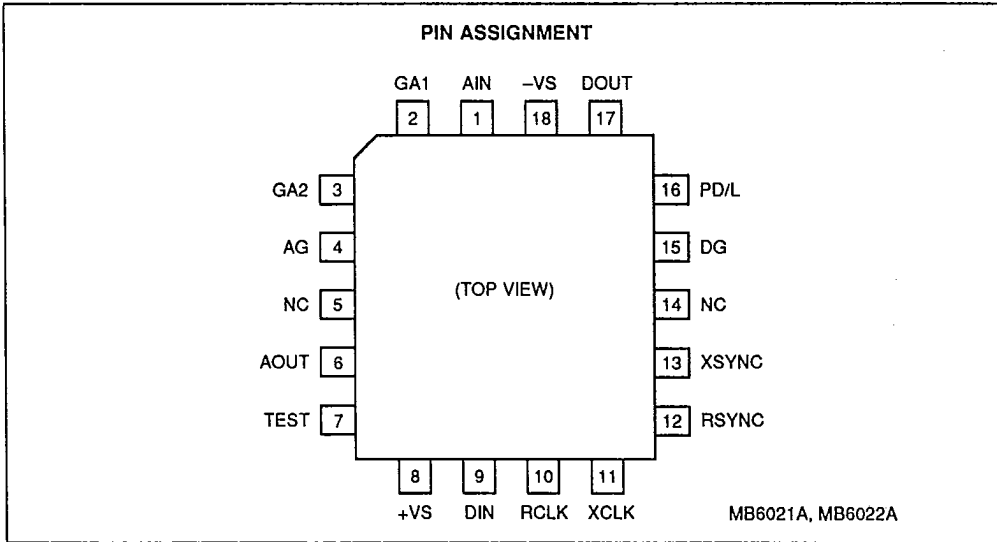 PIN ASSIGNMENT
GA1 AIN –VS DOUT
2 1 18 17
GA2 3 16 PD/L
AG 4 15 DG
(TOP VIEW)
NC 5 14 NC
AOUT 6 13 XSYNC
TEST 7 12 RSYNC
8 9 10 11
+VS DIN RCLK XCLK
MB6021A, MB6022A